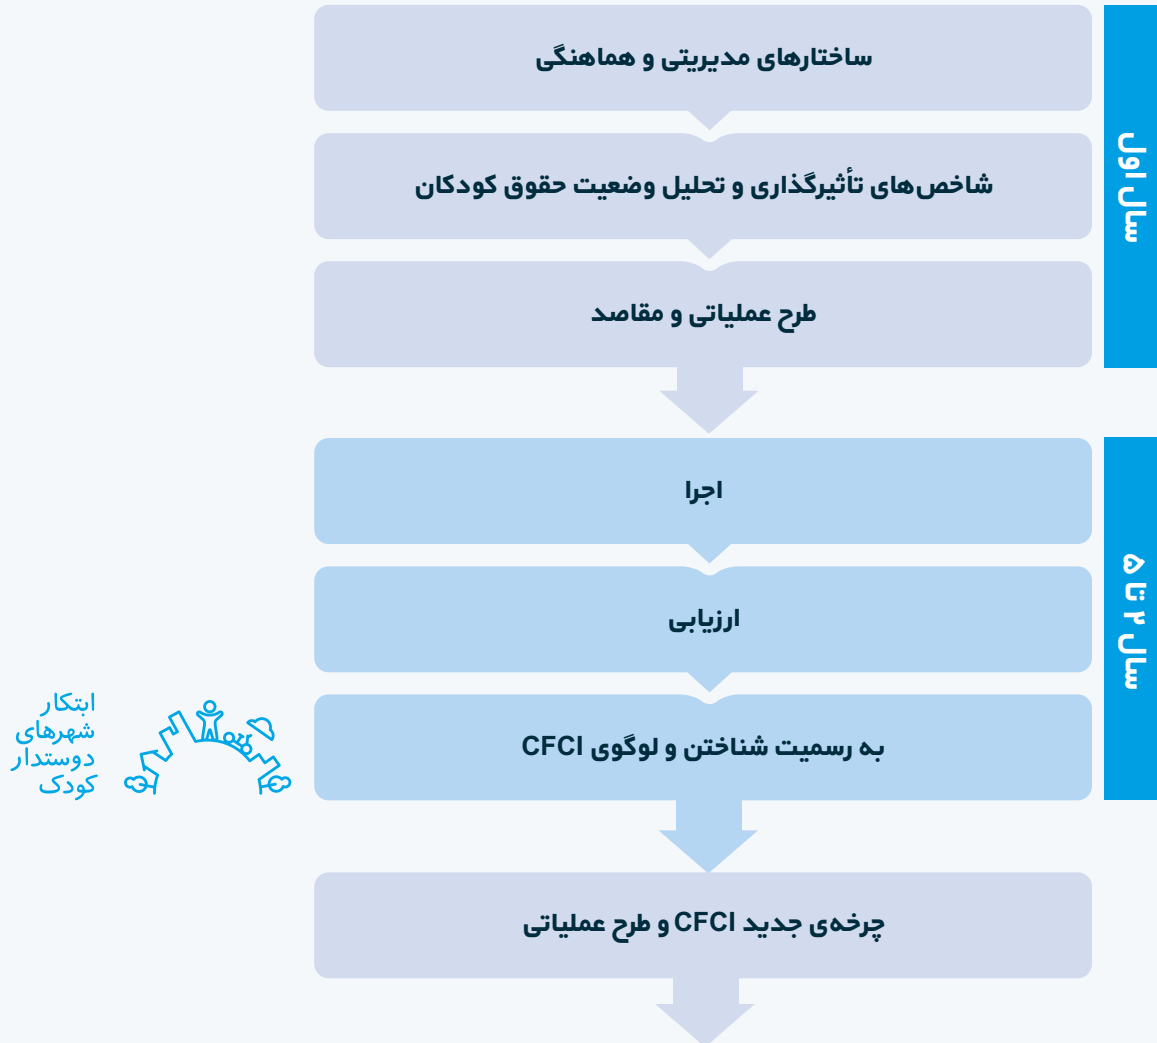 سال اول
ساختارهای مدیریتی و هماهنگی
شاخص‌های تأثیرگذاری و تحلیل وضعیت حقوق کودکان
طرح عملیاتی و مقاصد
سال ۲ تا ۵
اجرا
ارزیابی
به رسمیت شناختن و لوگوی CFCI
ابتکار
شهرهای
دوستدار
کودک
چرخه‌ی جدید CFCI و طرح عملیاتی